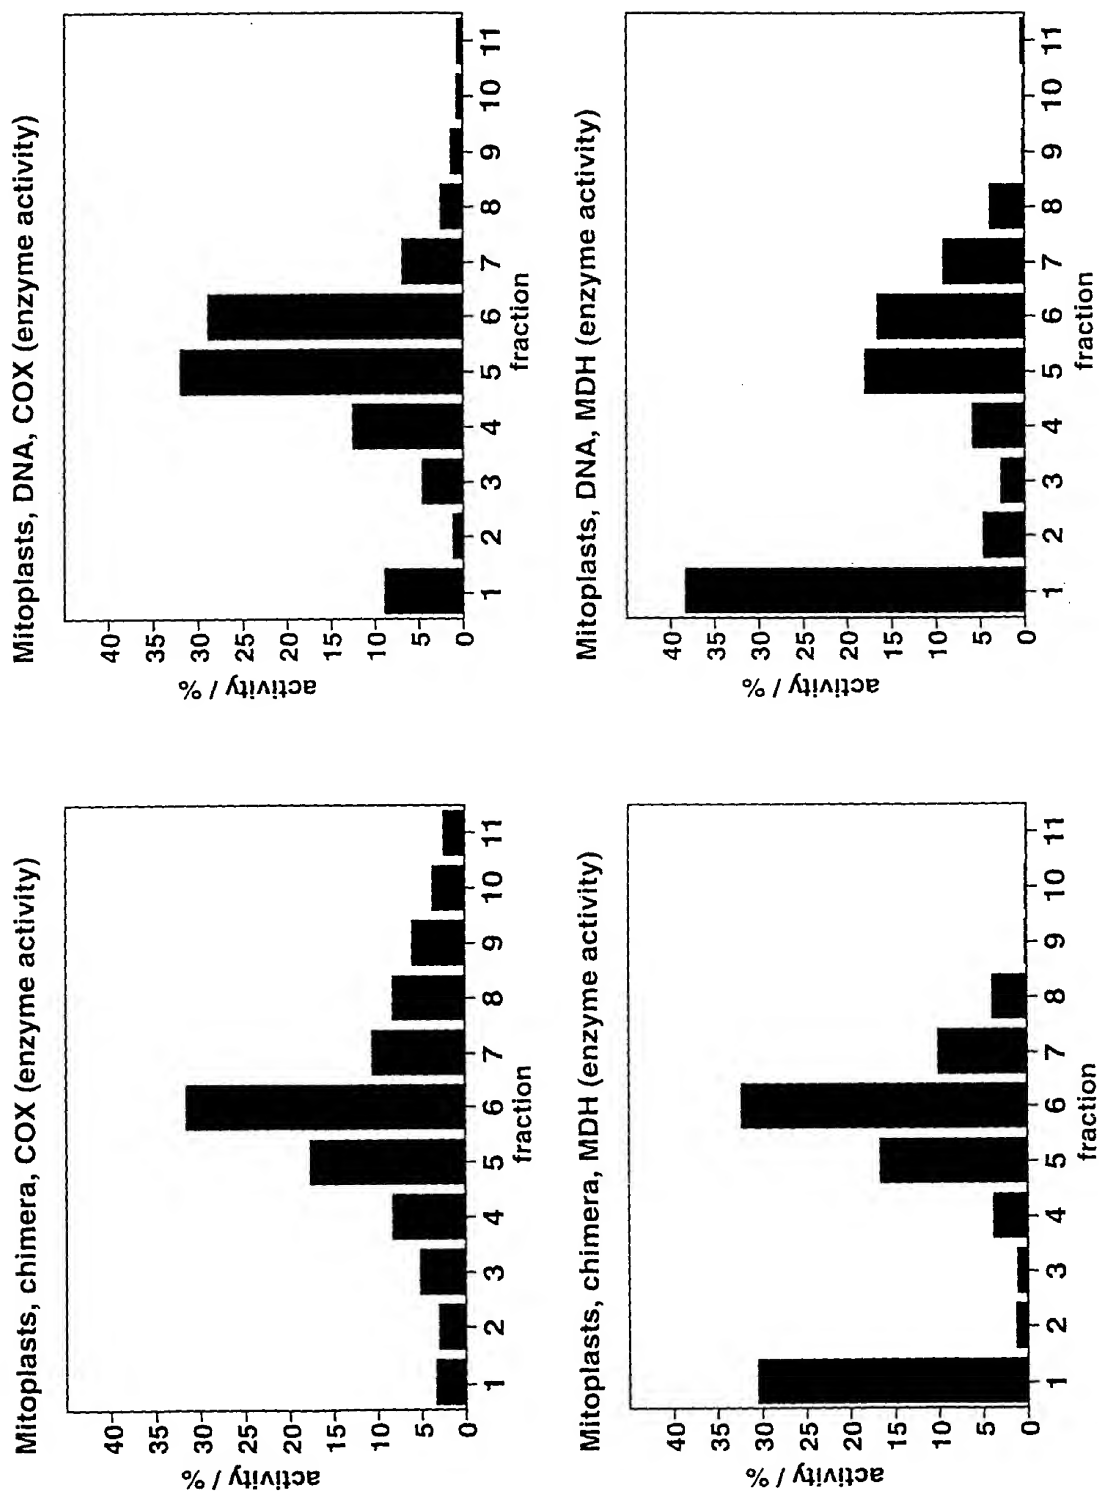 Mitoplasts, chimera, COX (enzyme activity)
activity / %
40
35
30
25
20
15
10
5
0
1 2 3 4 5 6 7 8 9 10 11
fraction
Mitoplasts, DNA, COX (enzyme activity)
activity / %
40
35
30
25
20
15
10
5
0
1 2 3 4 5 6 7 8 9 10 11
fraction
Mitoplasts, chimera, MDH (enzyme activity)
activity / %
40
35
30
25
20
15
10
5
0
1 2 3 4 5 6 7 8 9 10 11
fraction
Mitoplasts, DNA, MDH (enzyme activity)
activity / %
40
35
30
25
20
15
10
5
0
1 2 3 4 5 6 7 8 9 10 11
fraction